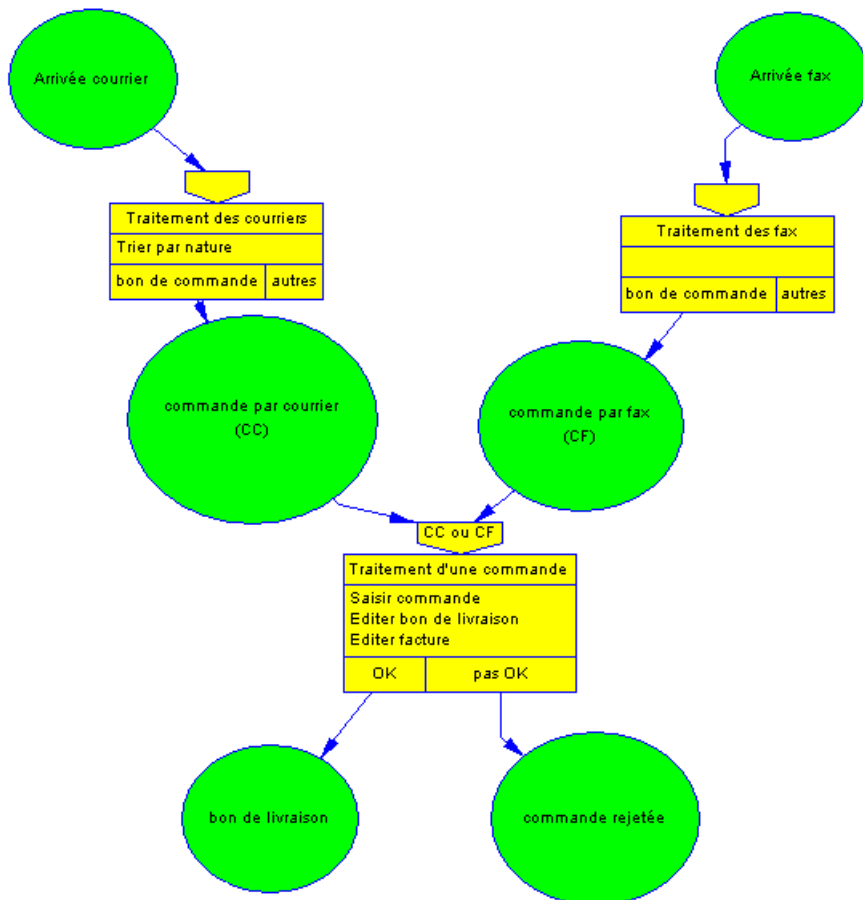 Arrivée courrier
Arrivée fax
Traitement des courriers
Trier par nature
bon de commande autres
Traitement des fax
bon de commande autres
commande par courrier
(CC)
commande par fax
(CF)
CC ou CF
Traitement d'une commande
Saisir commande
Editer bon de livraison
Editer facture
OK pas OK
bon de livraison
commande rejetée